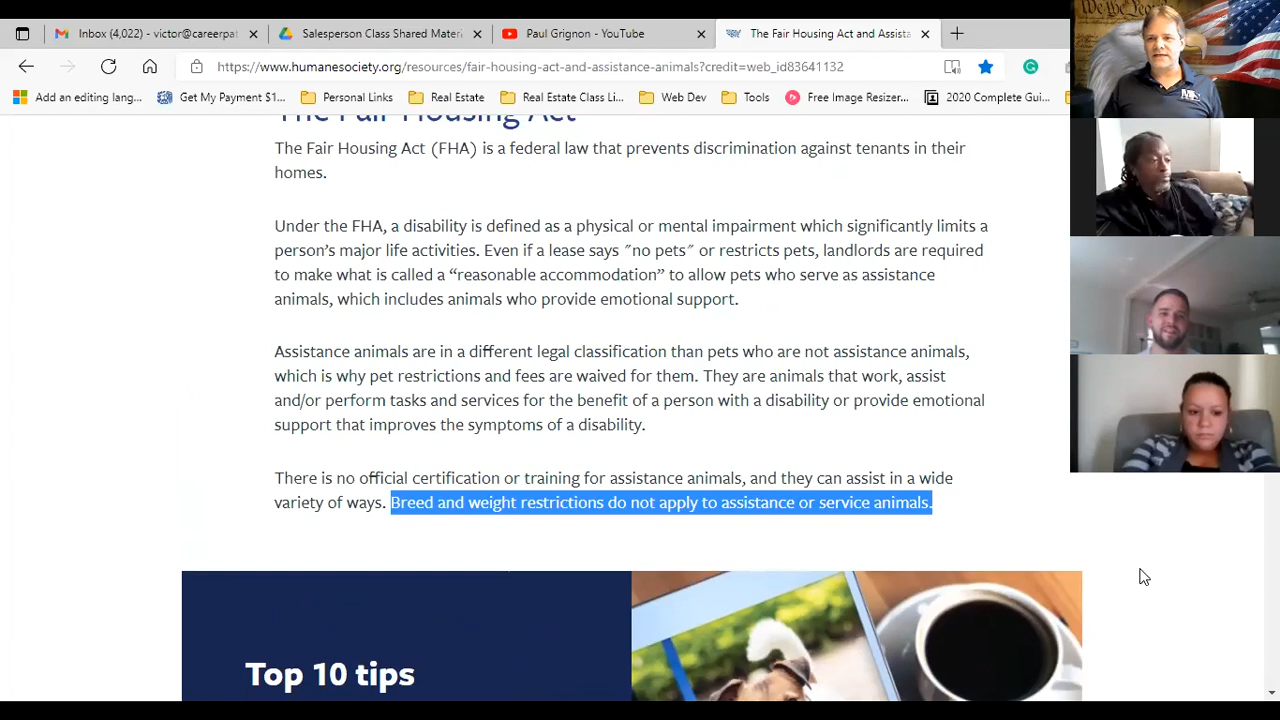 Inbox (4,022) — victor@careerpa
Salesperson Class Shared Mater
Paul Grignon - YouTube
The Fair Housing Act and Assista
https://www.humanesociety.org/resources/fair-housing-act-and-assistance-animals?credit=web_id83641132
Add an editing lang...
Get My Payment $1...
Personal Links
Real Estate
Real Estate Class Li...
Web Dev
Tools
Free Image Resizer...
2020 Complete Gui...
We the People
The Fair Housing Act
The Fair Housing Act (FHA) is a federal law that prevents discrimination against tenants in their
homes.
Under the FHA, a disability is defined as a physical or mental impairment which significantly limits a
person's major life activities. Even if a lease says "no pets" or restricts pets, landlords are required
to make what is called a “reasonable accommodation” to allow pets who serve as assistance
animals, which includes animals who provide emotional support.
Assistance animals are in a different legal classification than pets who are not assistance animals,
which is why pet restrictions and fees are waived for them. They are animals that work, assist
and/or perform tasks and services for the benefit of a person with a disability or provide emotional
support that improves the symptoms of a disability.
There is no official certification or training for assistance animals, and they can assist in a wide
variety of ways. Breed and weight restrictions do not apply to assistance or service animals.
Top 10 tips